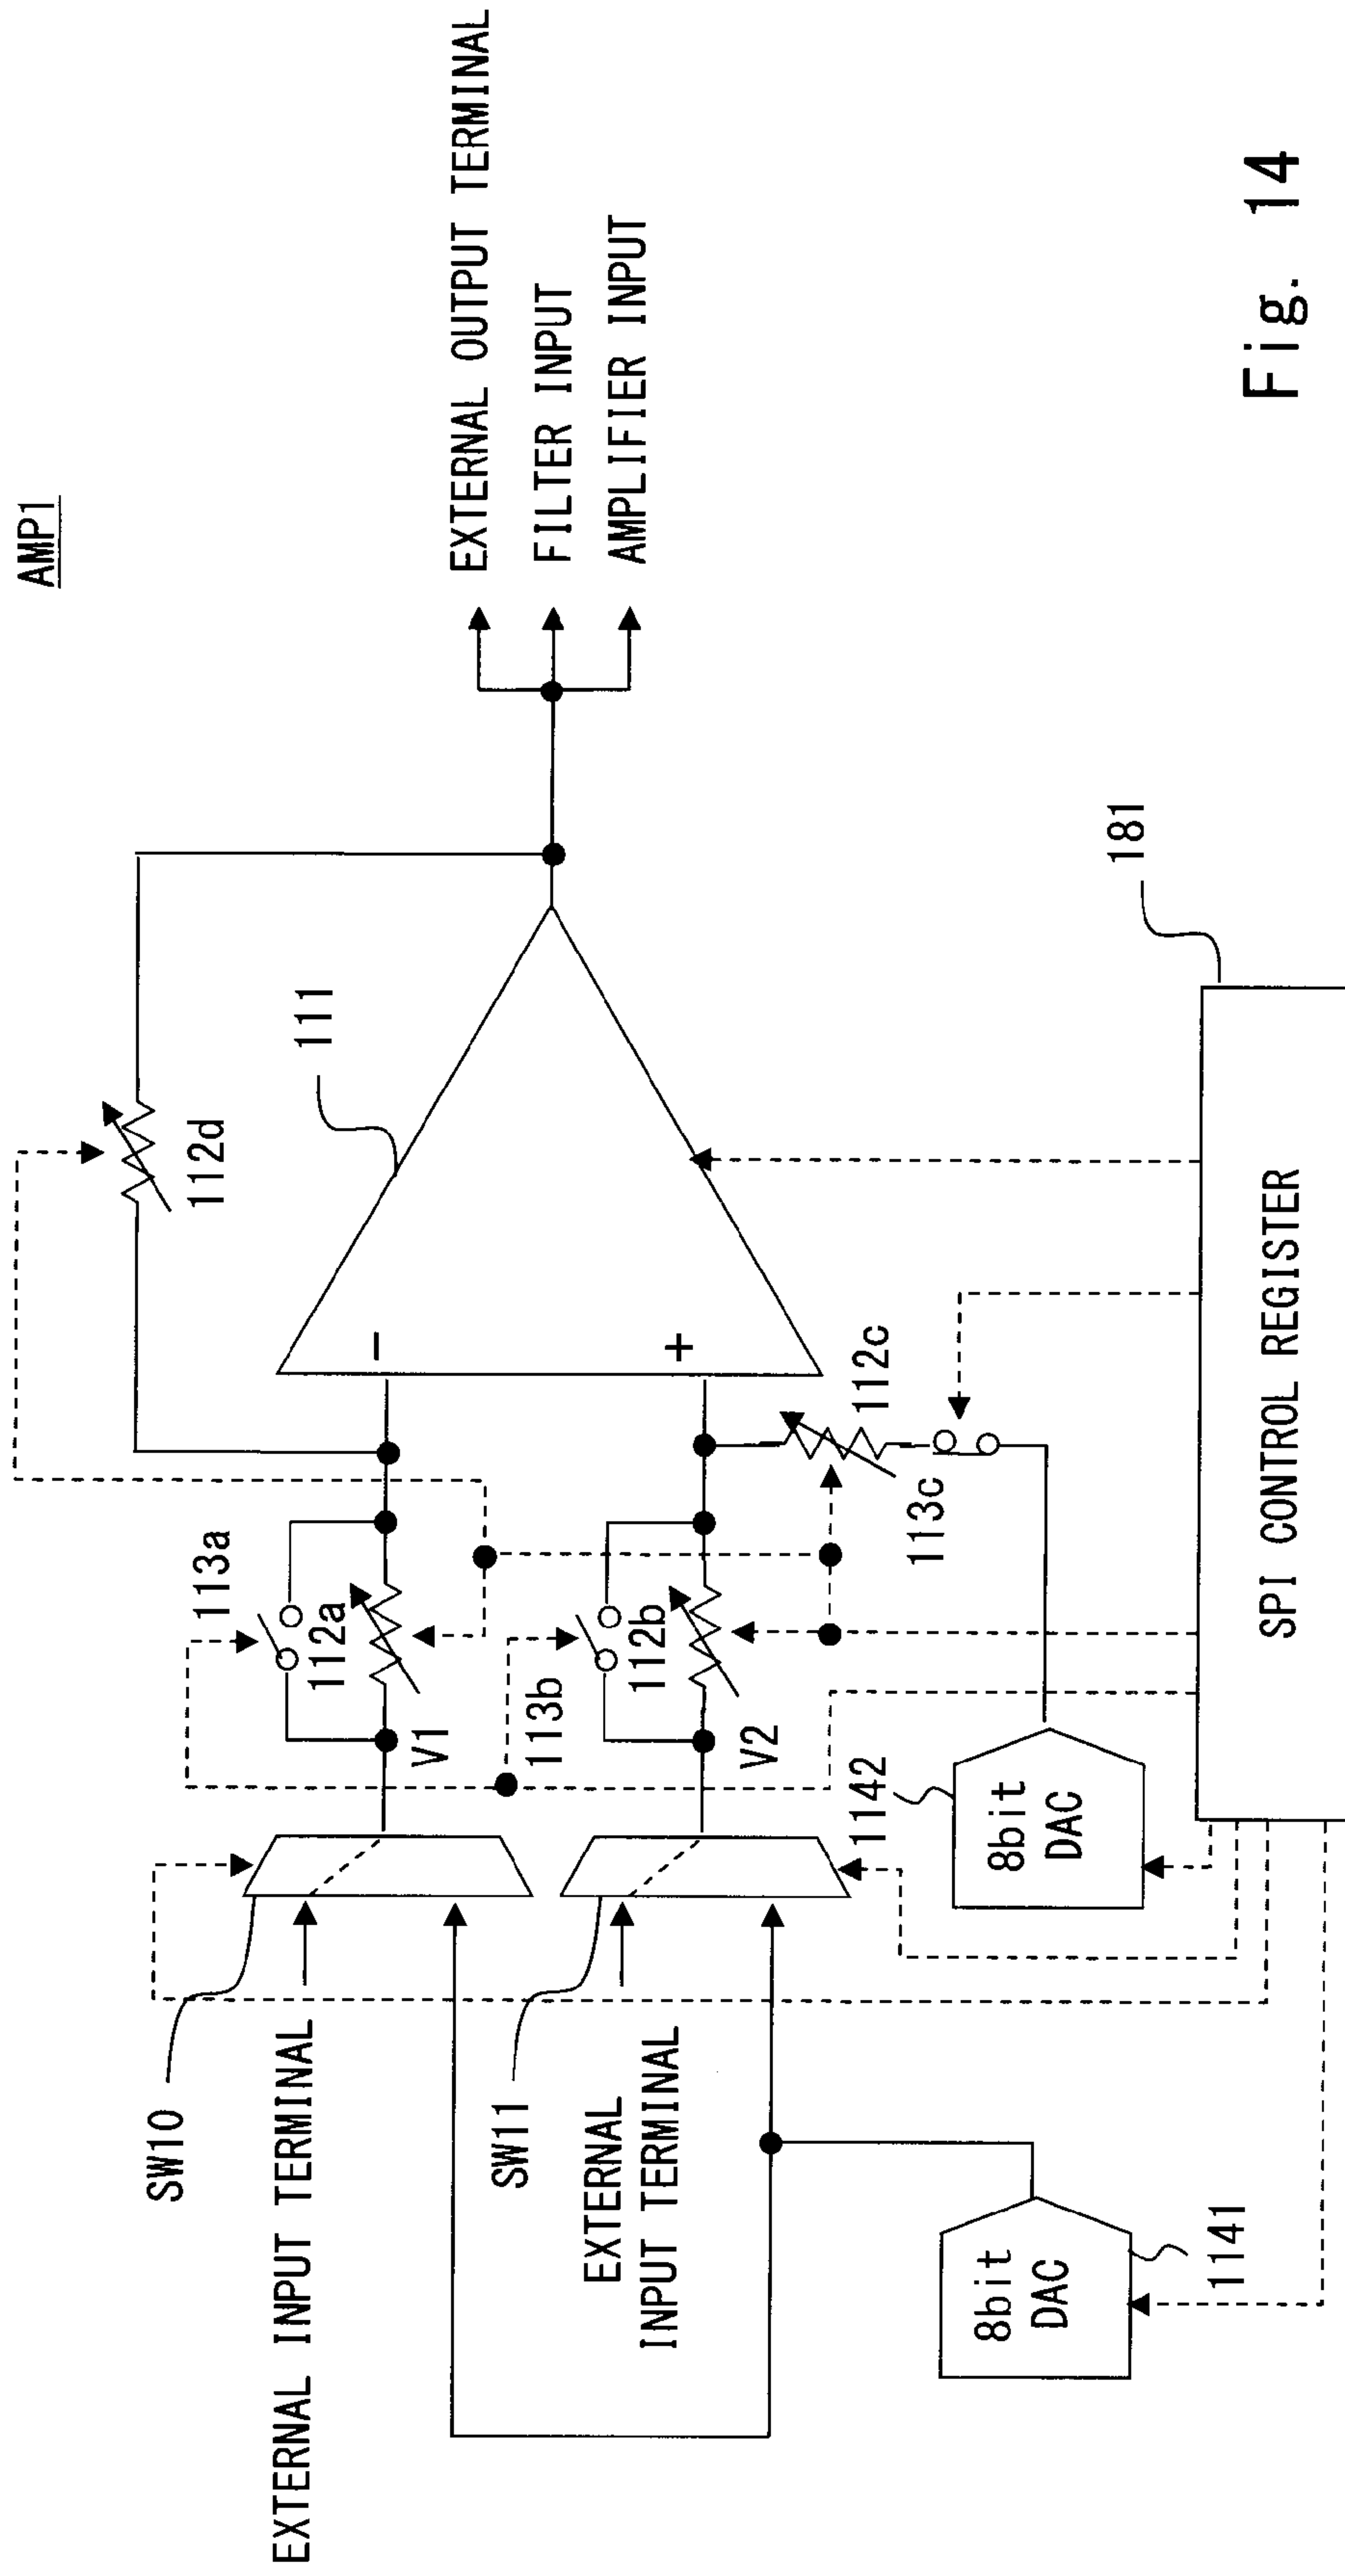 AMP1
EXTERNAL OUTPUT TERMINAL
FILTER INPUT
AMPLIFIER INPUT
112d
111
−
+
113a
112a
V1
SW10
EXTERNAL INPUT TERMINAL
113b
112b
V2
SW11
EXTERNAL
INPUT TERMINAL
112c
113c
1142
8bit
DAC
8bit
DAC
1141
181
SPI CONTROL REGISTER
Fig. 14